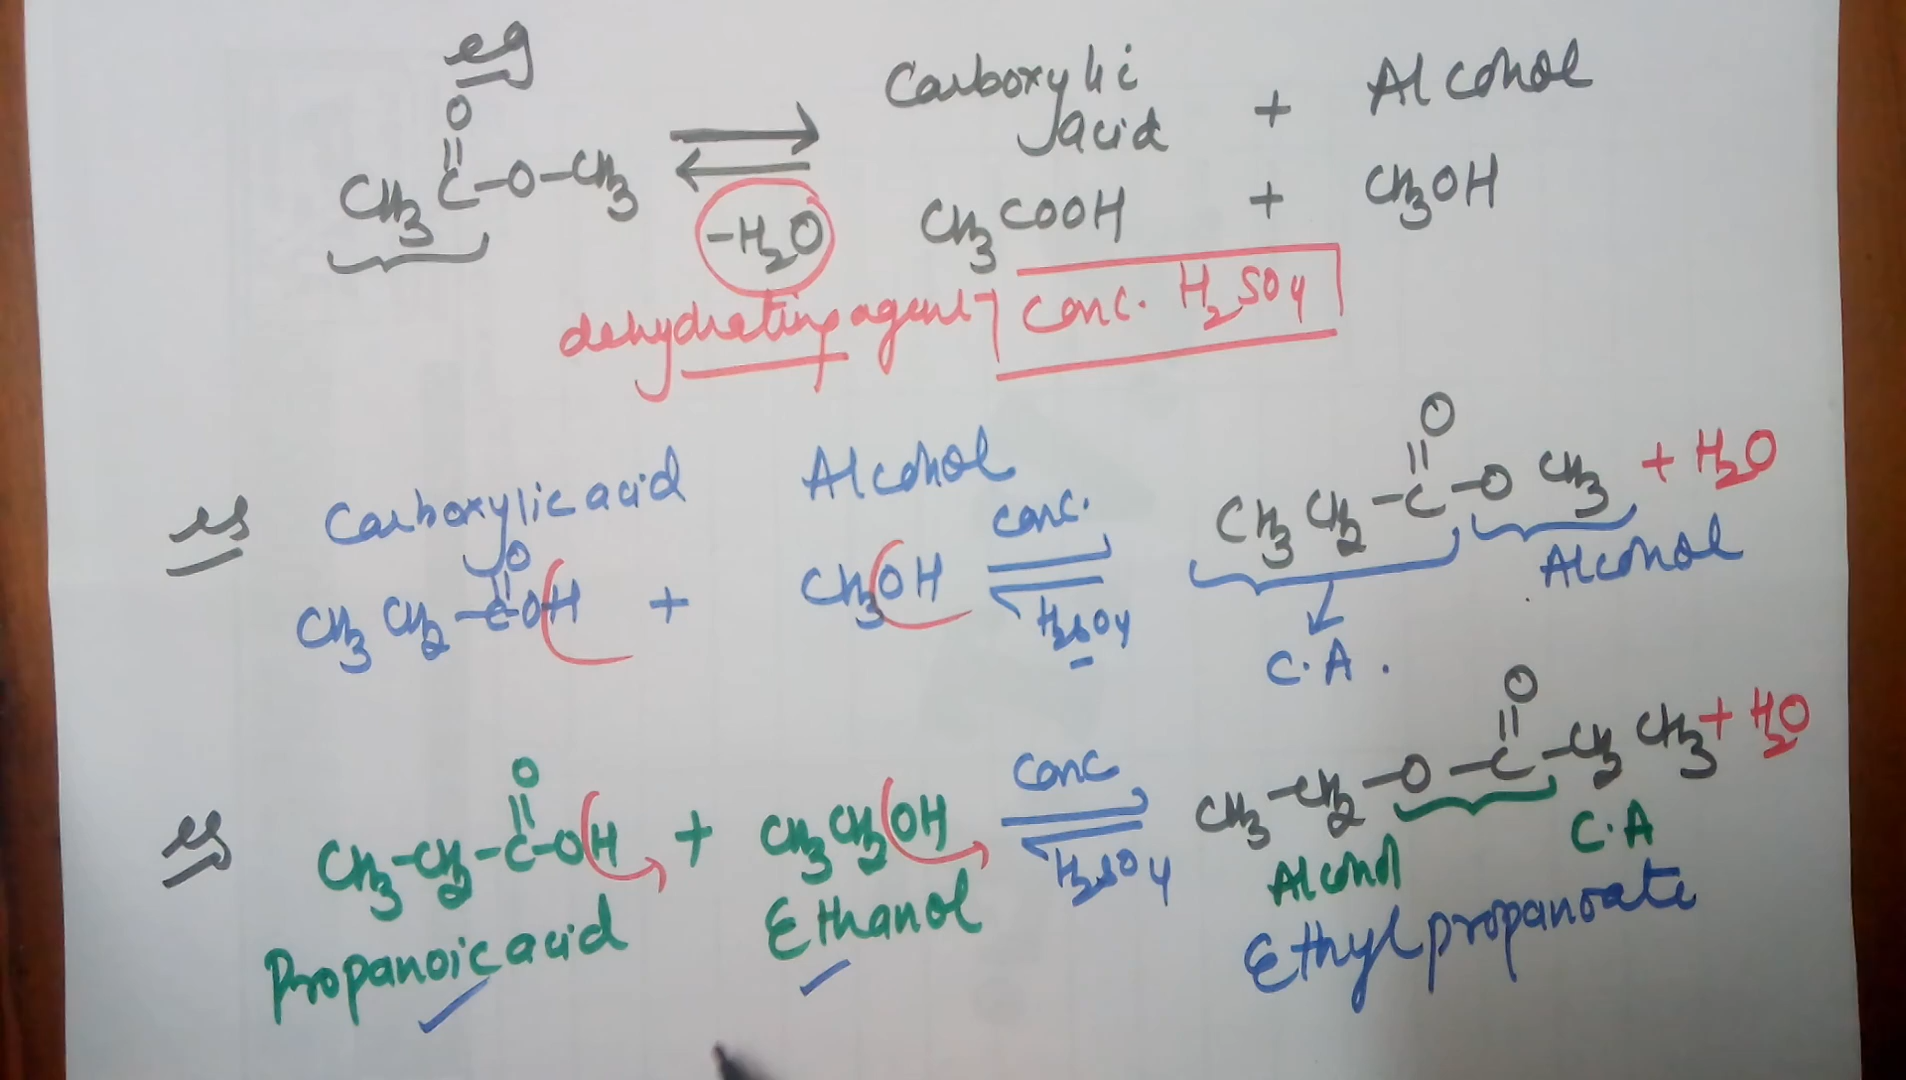 eg
O
||
CH3 C-O-CH3 ⇌ Carboxylic acid + Alcohol
-H2O CH3COOH + CH3OH
dehydrating agent conc. H2SO4
eg Carboxylic acid Alcohol conc. H2SO4
O
||
CH3 CH2-C-OH + CH3OH ⇌
O
||
CH3 CH2-C-O CH3 + H2O
C.A. Alcohol
eg
O
||
CH3-CH2-C-OH + CH3CH2OH ⇌
Conc H2SO4
O
||
CH3-CH2-O-C-CH2 CH3 + H2O
Alcohol C.A
Propanoic acid Ethanol Ethyl propanoate